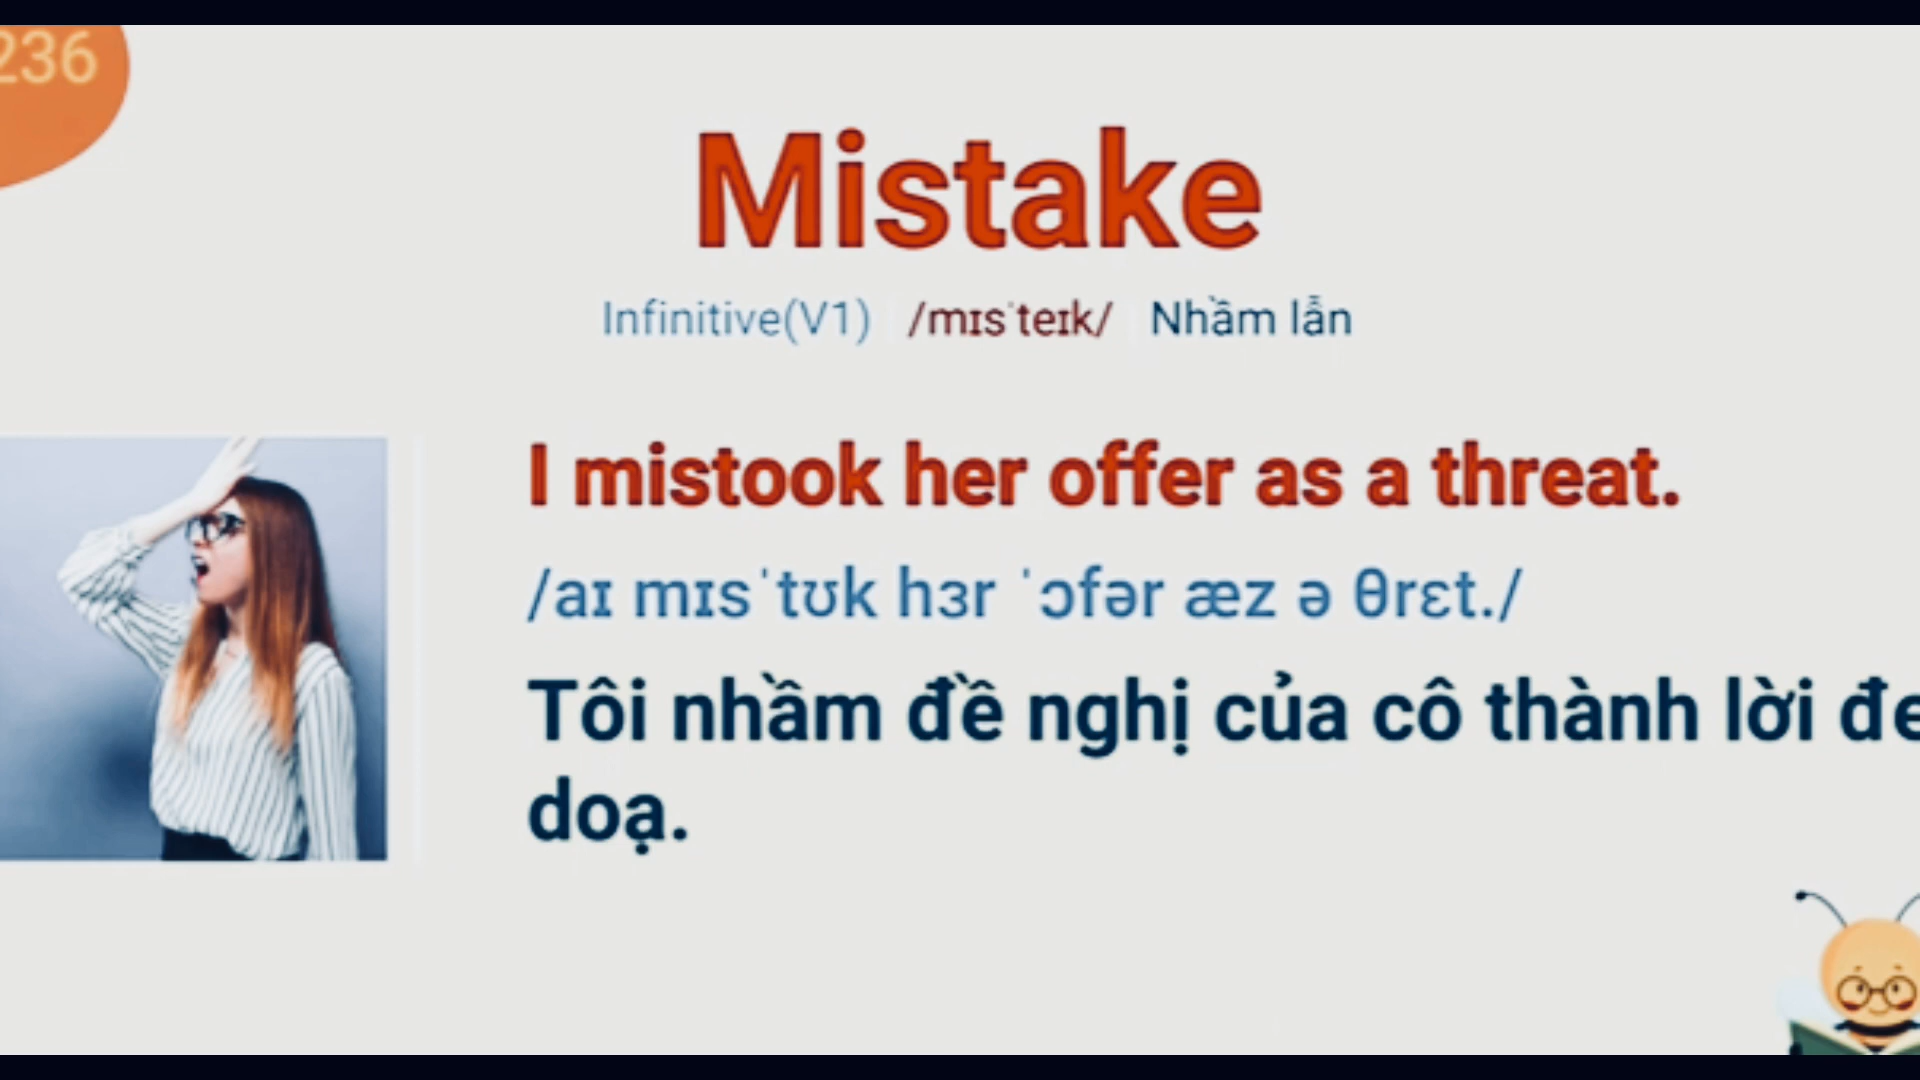 236
Mistake
Infinitive(V1) /mɪsˈteɪk/ Nhầm lẫn
I mistook her offer as a threat.
/aɪ mɪsˈtʊk hɜr ˈɔfər æz ə θrɛt./
Tôi nhầm đề nghị của cô thành lời
doạ.